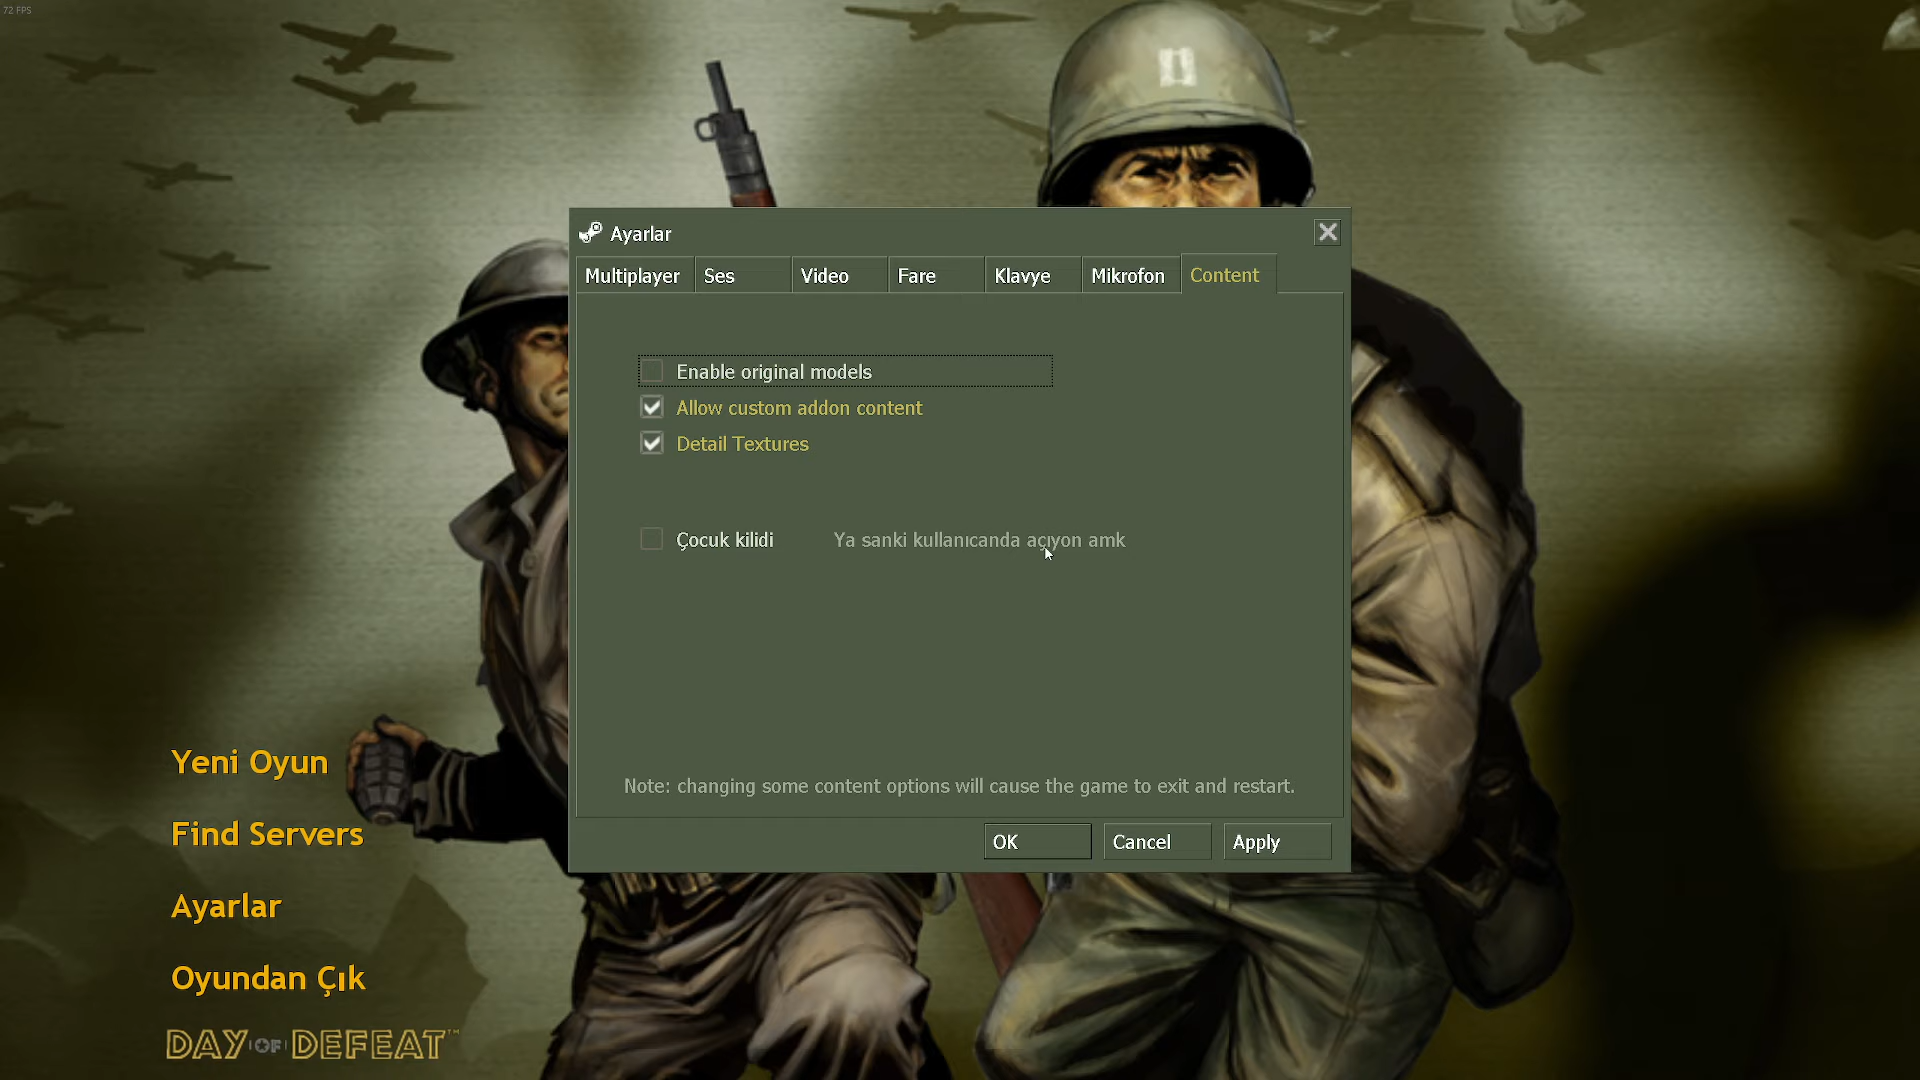 72 FPS
Ayarlar
Multiplayer Ses Video Fare Klavye Mikrofon Content
Enable original models
Allow custom addon content
Detail Textures
Çocuk kilidi Ya sanki kullanıcanda açıyon amk
Note: changing some content options will cause the game to exit and restart.
OK Cancel Apply
Yeni Oyun
Find Servers
Ayarlar
Oyundan Çık
DAY OF DEFEAT™